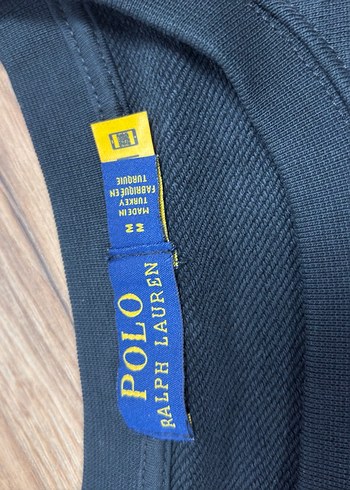 POLO
RALPH LAUREN
M M
MADE IN
TURKEY
FABRIQUÉ EN
TURQUIE